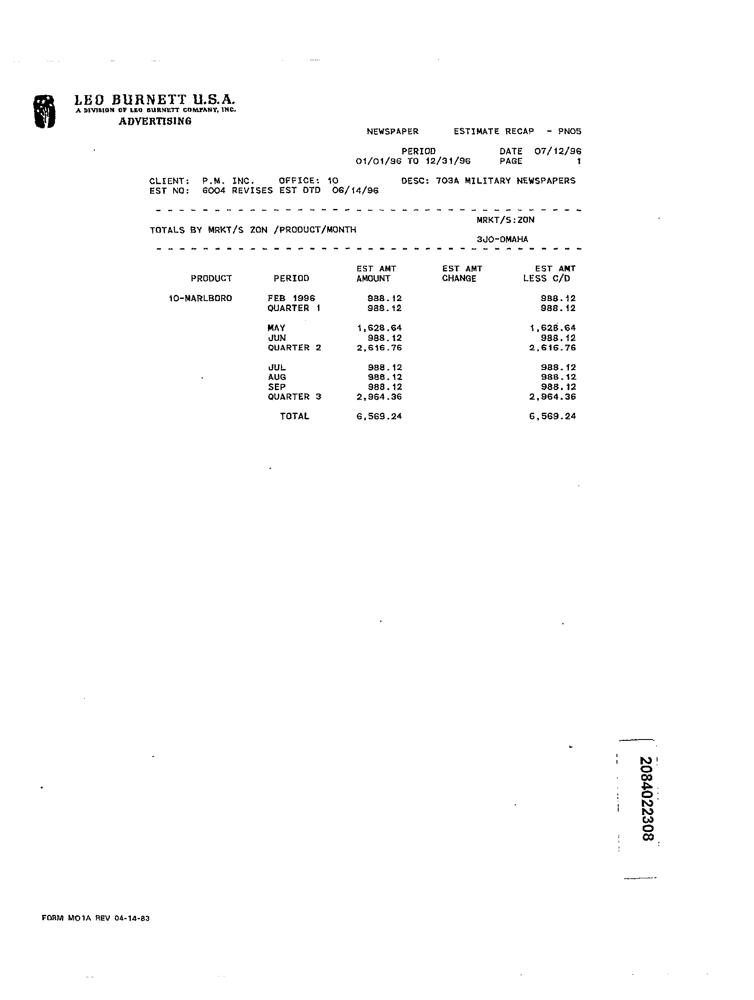 LEO BURNETT U.S.A.
A DIVISION OF LEO BURNETT COMPANY, INC.
ADVERTISING
NEWSPAPER ESTIMATE RECAP - PNO5
PERIOD DATE 07/12/96
01/01/96 TO 12/31/96 PAGE 1
CLIENT: P.M. INC. OFFICE: 10 DESC: 703A MILITARY NEWSPAPERS
EST NO: 6004 REVISES EST DTD 06/14/96
MRKT/S:ZON
TOTALS BY MRKT/S ZON /PRODUCT/MONTH
3JO-OMAHA
EST AMT EST AMT EST AMT
PRODUCT PERIOD AMOUNT CHANGE LESS C/D
10-MARLBORO FEB 1996 988.12 988.12
QUARTER 1 988.12 988.12
MAY 1,628.64 1,628.64
JUN 988.12 988.12
QUARTER 2 2,616.76 2,616.76
JUL 988.12 988.12
AUG 988.12 988.12
SEP 988.12 988.12
QUARTER 3 2,964.36 2,964.36
TOTAL 6,569.24 6,569.24
2084022308
FORM MO1A REV 04-14-83